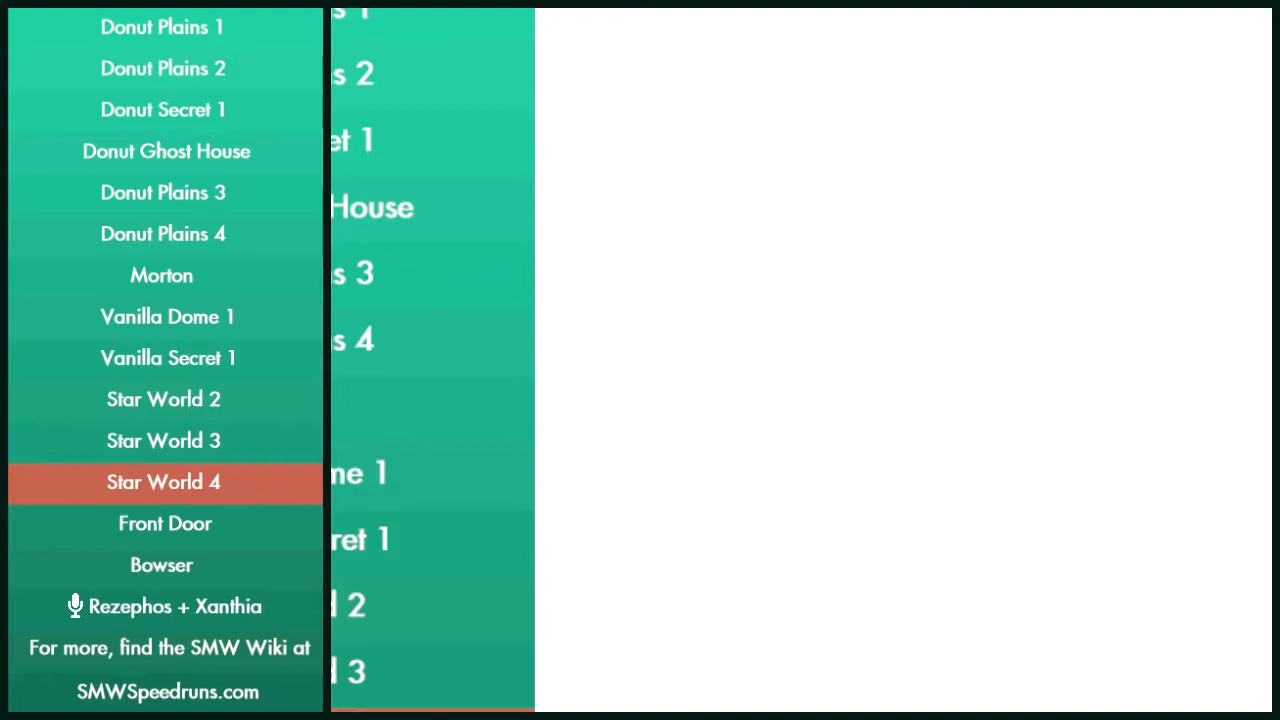 Donut Plains 1
Donut Plains 2
Donut Secret 1
Donut Ghost House
Donut Plains 3
Donut Plains 4
Morton
Vanilla Dome 1
Vanilla Secret 1
Star World 2
Star World 3
Star World 4
Front Door
Bowser
Rezephos + Xanthia
For more, find the SMW Wiki at
SMWSpeedruns.com
s 1
s 2
et 1
House
s 3
s 4
me 1
ret 1
d 2
d 3